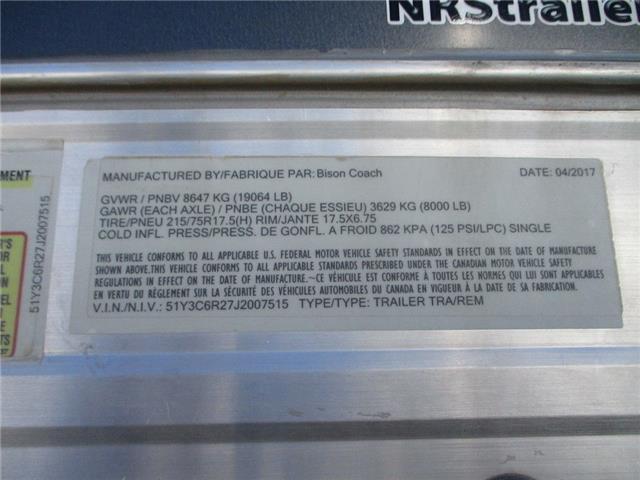 NRStraile
MANUFACTURED BY/FABRIQUE PAR: Bison Coach DATE: 04/2017
GVWR / PNBV 8647 KG (19064 LB)
GAWR (EACH AXLE) / PNBE (CHAQUE ESSIEU) 3629 KG (8000 LB)
TIRE/PNEU 215/75R17.5(H) RIM/JANTE 17.5X6.75
COLD INFL. PRESS/PRESS. DE GONFL. A FROID 862 KPA (125 PSI/LPC) SINGLE
THIS VEHICLE CONFORMS TO ALL APPLICABLE U.S. FEDERAL MOTOR VEHICLE SAFETY STANDARDS IN EFFECT ON THE DATE OF MANUFACTURE
SHOWN ABOVE.THIS VEHICLE CONFORMS TO ALL APPLICABLE STANDARDS PRESCRIBED UNDER THE CANADIAN MOTOR VEHICLE SAFETY
REGULATIONS IN EFFECT ON THE DATE OF MANUFACTURE.~CE VÉHICULE EST CONFORME A TOUTES LES NORMES QUI LUI SONT APPLICABLES
EN VERTU DU RÈGLEMENT SUR LA SÉCURITÉ DES VÉHICULES AUTOMOBILES DU CANADA EN VIGUEUR À LA DATE DE SA FABRICATION.
V.I.N./N.I.V.: 51Y3C6R27J2007515 TYPE/TYPE: TRAILER TRA/REM
MENT
51Y3C6R27J2007515